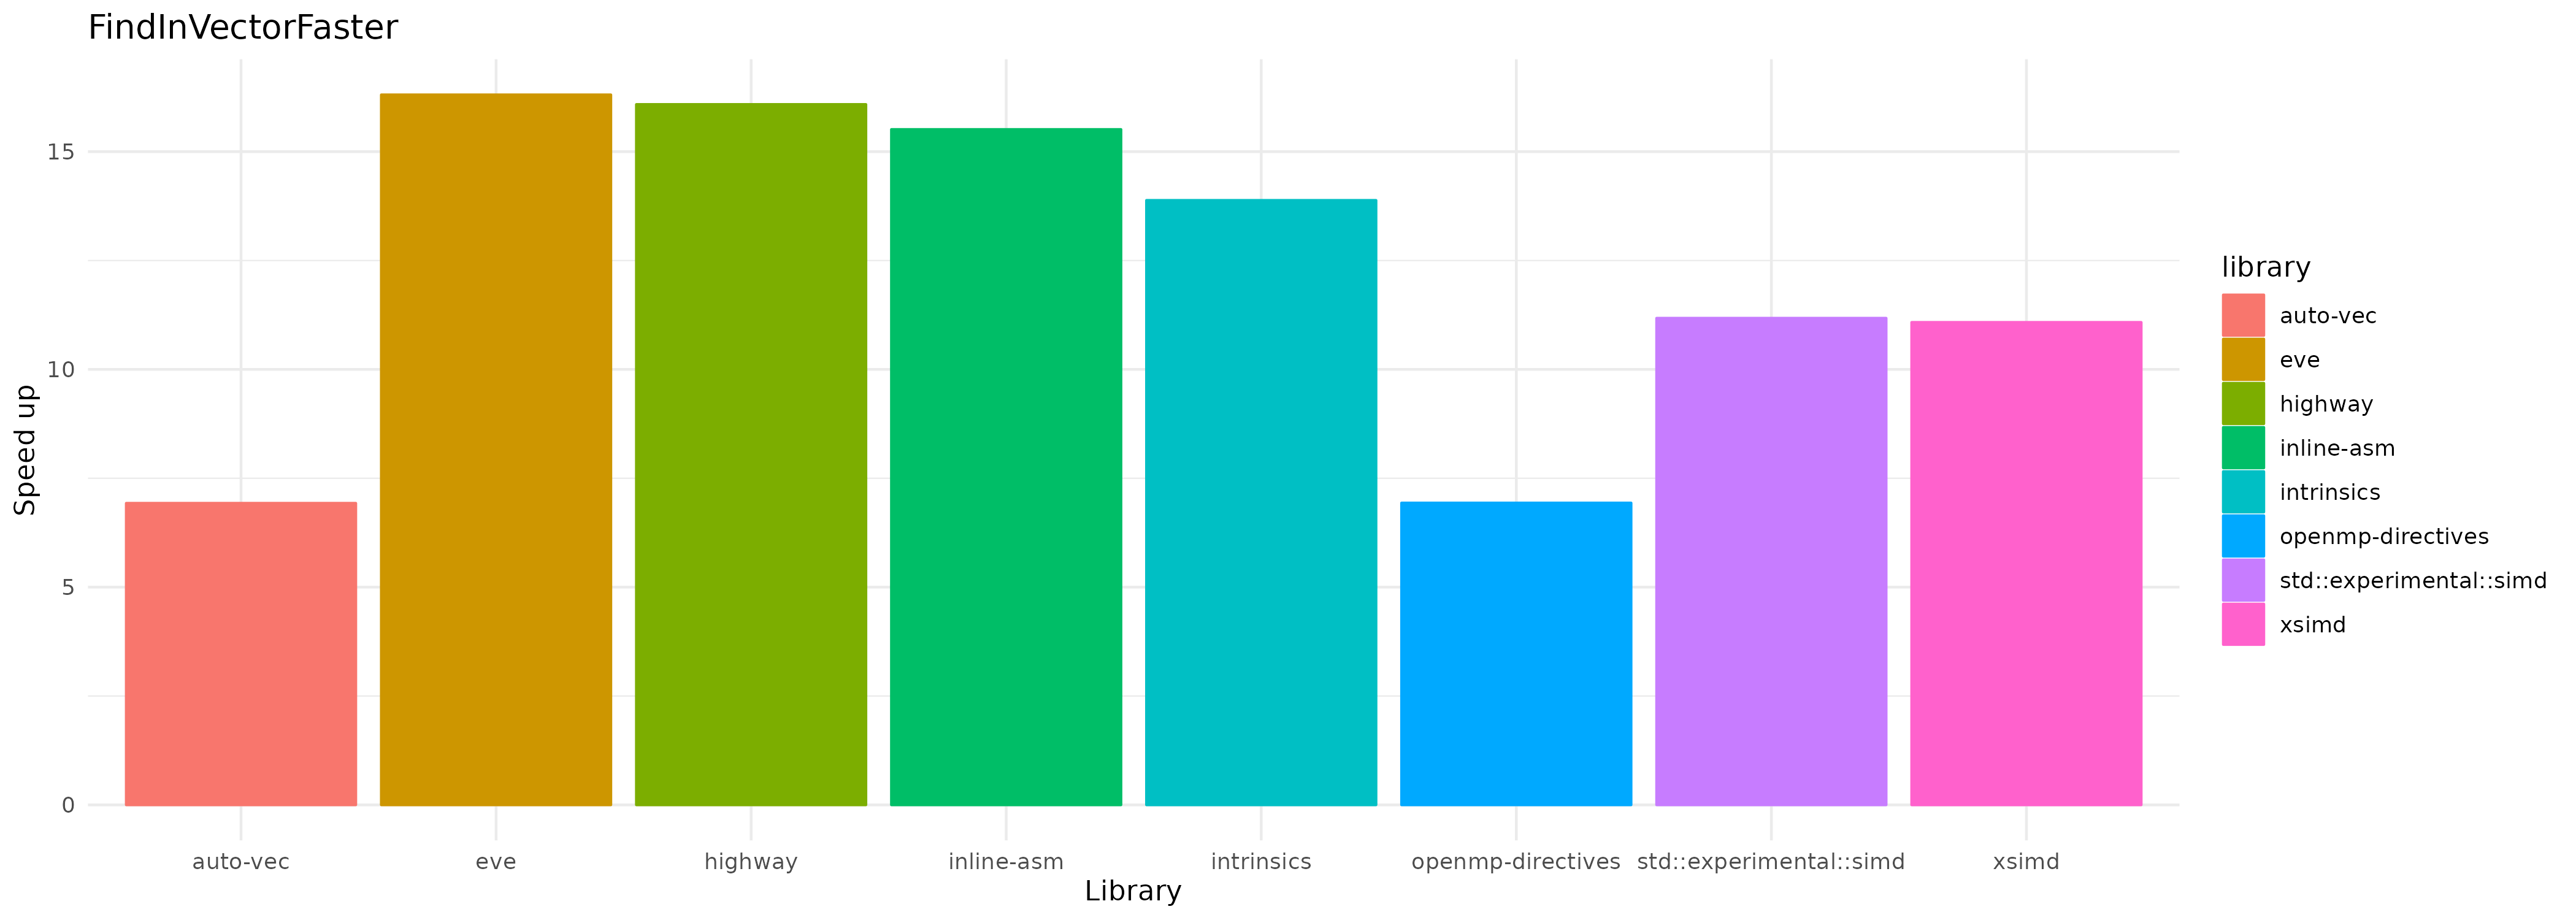 FindInVectorFaster
Speed up
15
10
5
0
auto-vec
eve
highway
inline-asm
intrinsics
openmp-directives
std::experimental::simd
xsimd
Library
library
auto-vec
eve
highway
inline-asm
intrinsics
openmp-directives
std::experimental::simd
xsimd